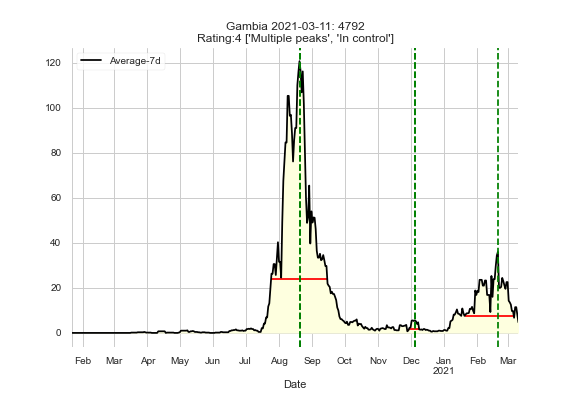 Gambia 2021-03-11: 4792
Rating:4 ['Multiple peaks', 'In control']
Average-7d
120
100
80
60
40
20
0
Feb Mar Apr May Jun Jul Aug Sep Oct Nov Dec Jan Feb Mar
2021
Date